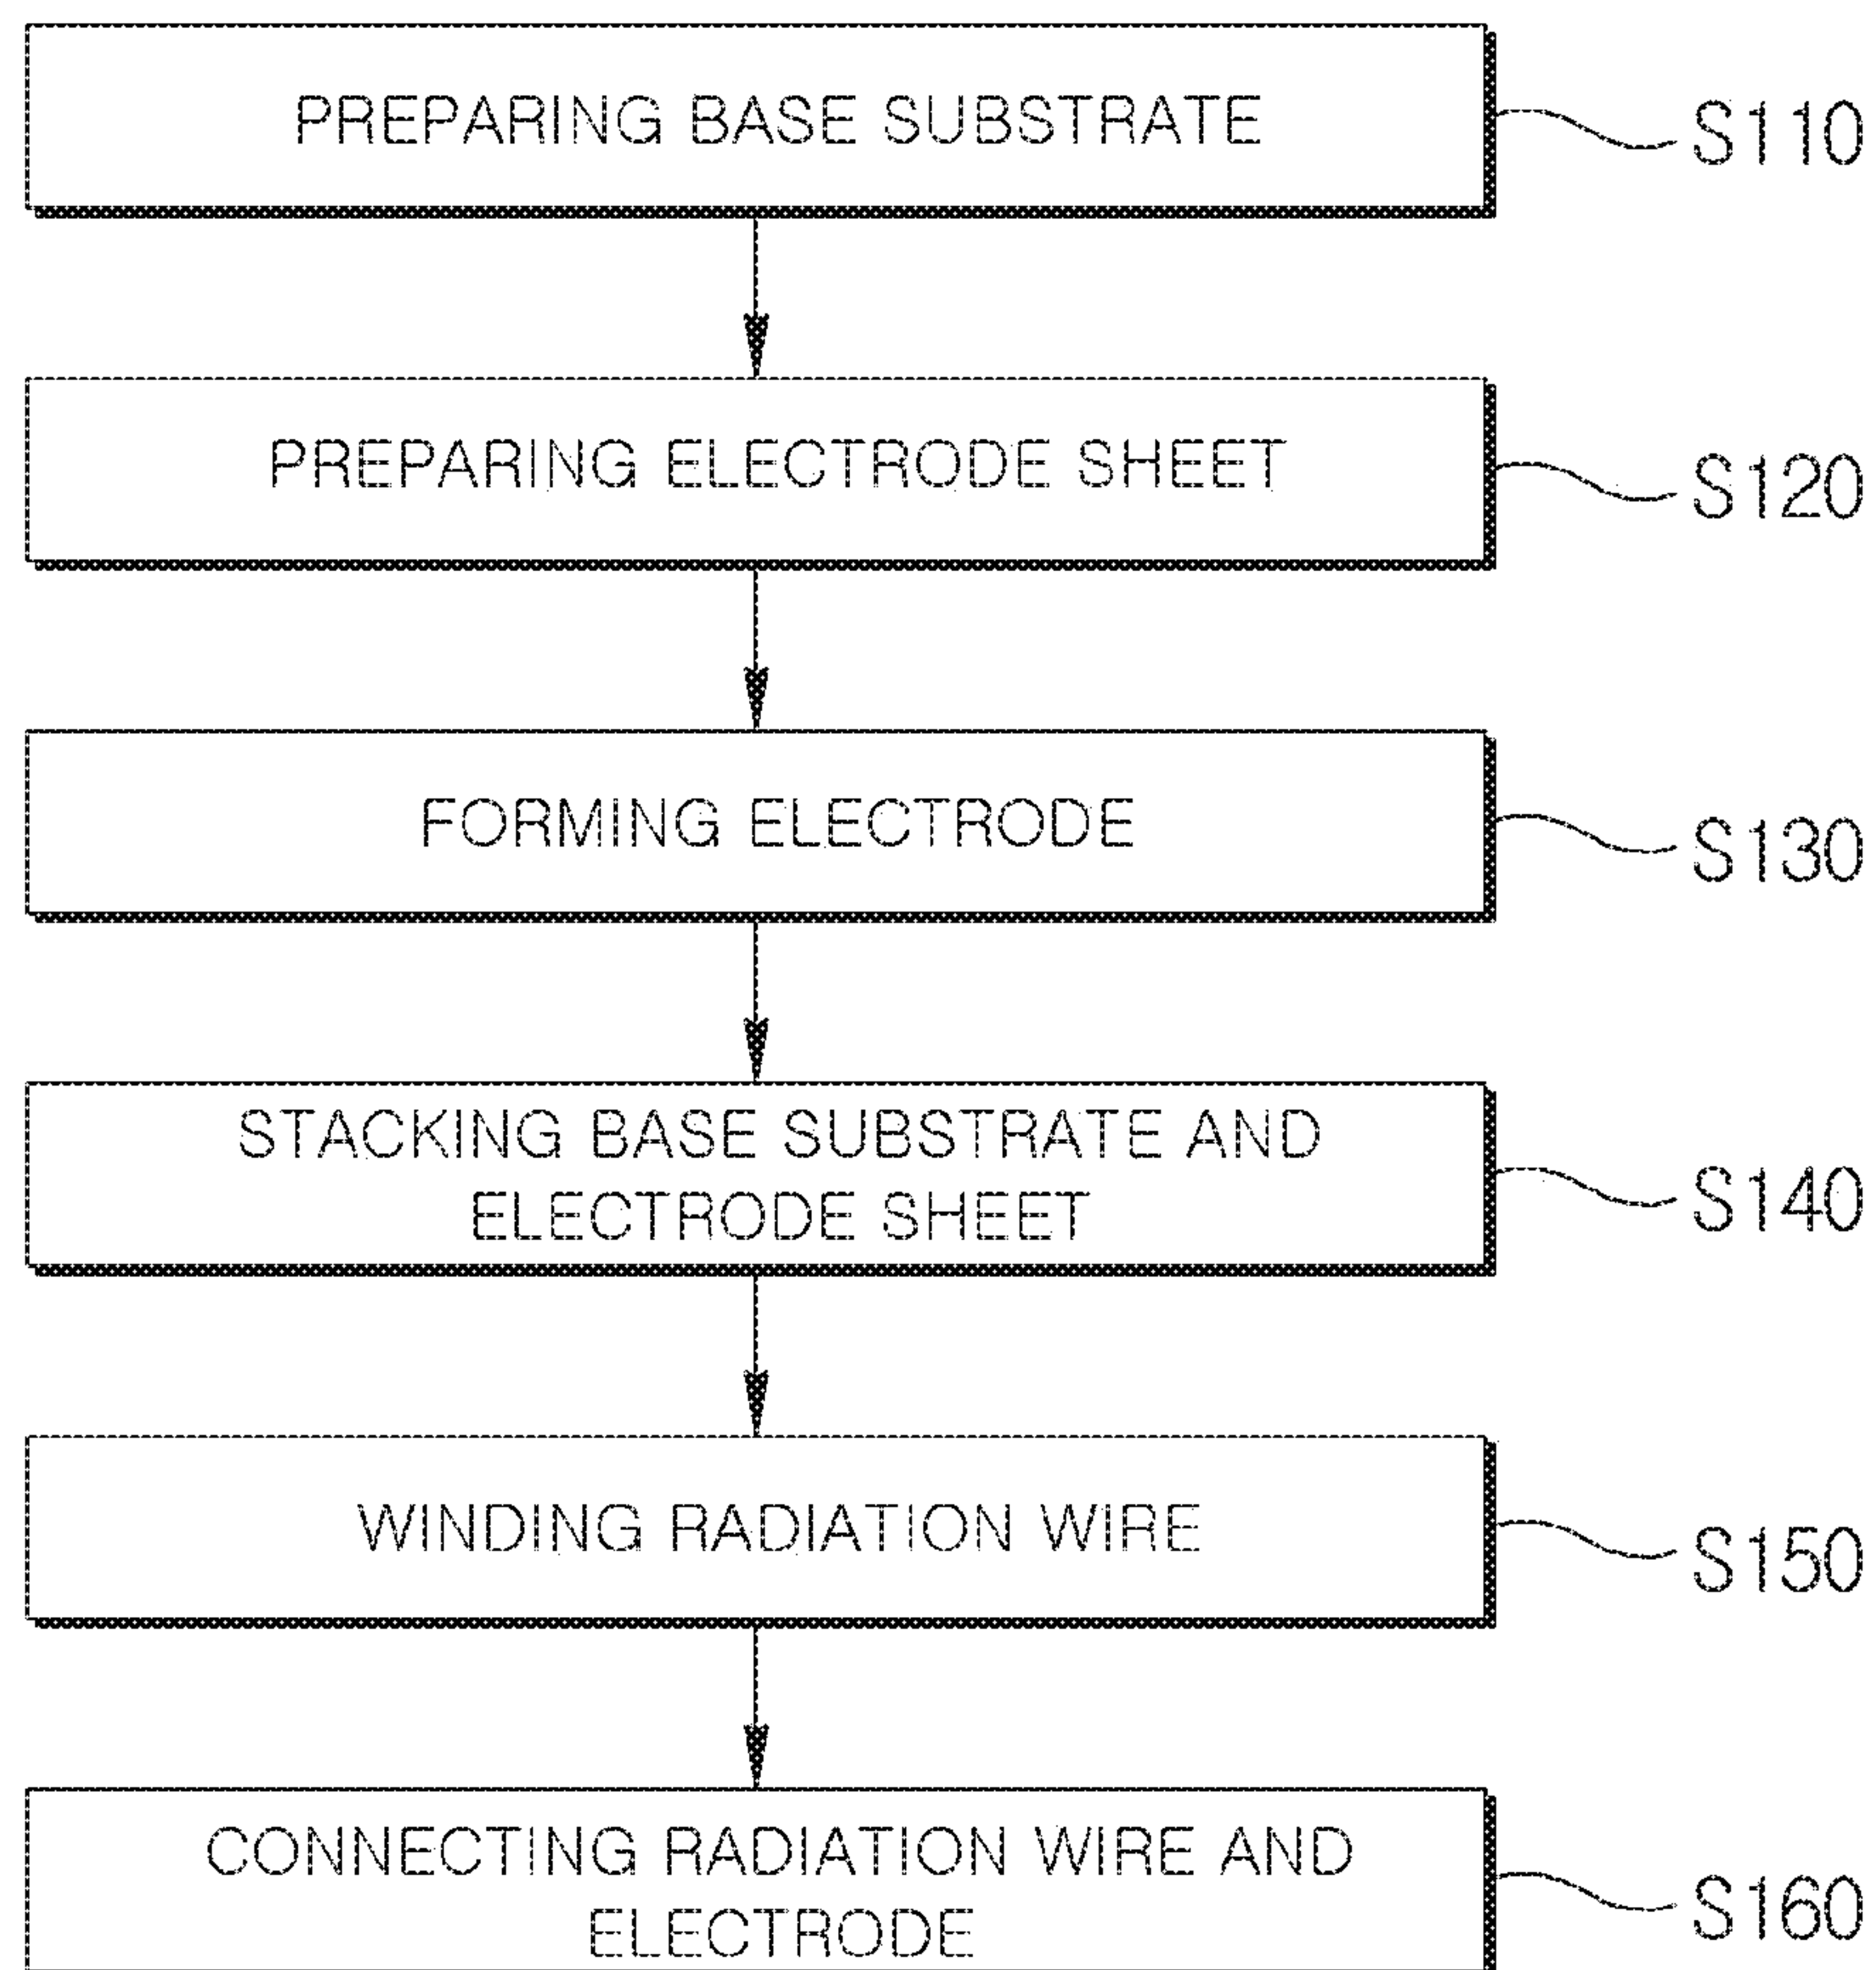 PREPARING BASE SUBSTRATE
S110
PREPARING ELECTRODE SHEET
S120
FORMING ELECTRODE
S130
STACKING BASE SUBSTRATE AND
ELECTRODE SHEET
S140
WINDING RADIATION WIRE
S150
CONNECTING RADIATION WIRE AND
ELECTRODE
S160